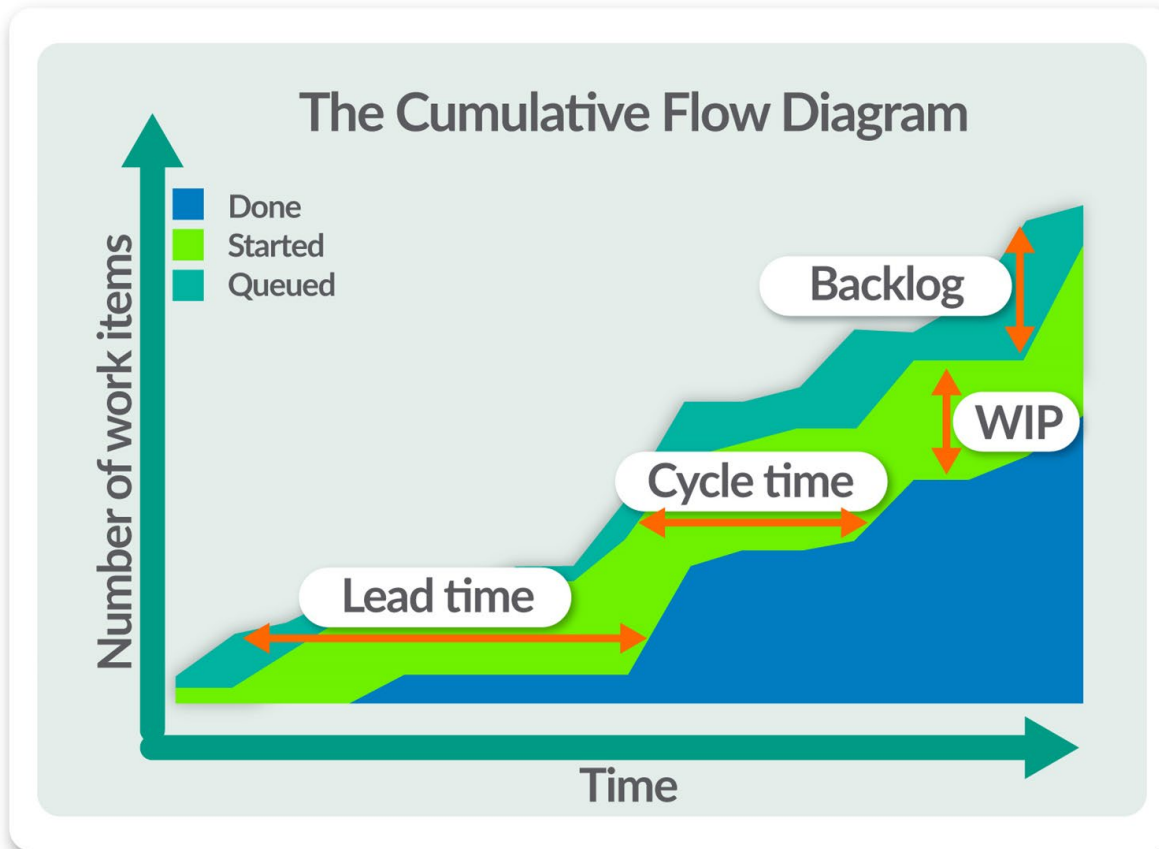 The Cumulative Flow Diagram
Done
Started
Queued
Number of work items
Backlog
WIP
Cycle time
Lead time
Time